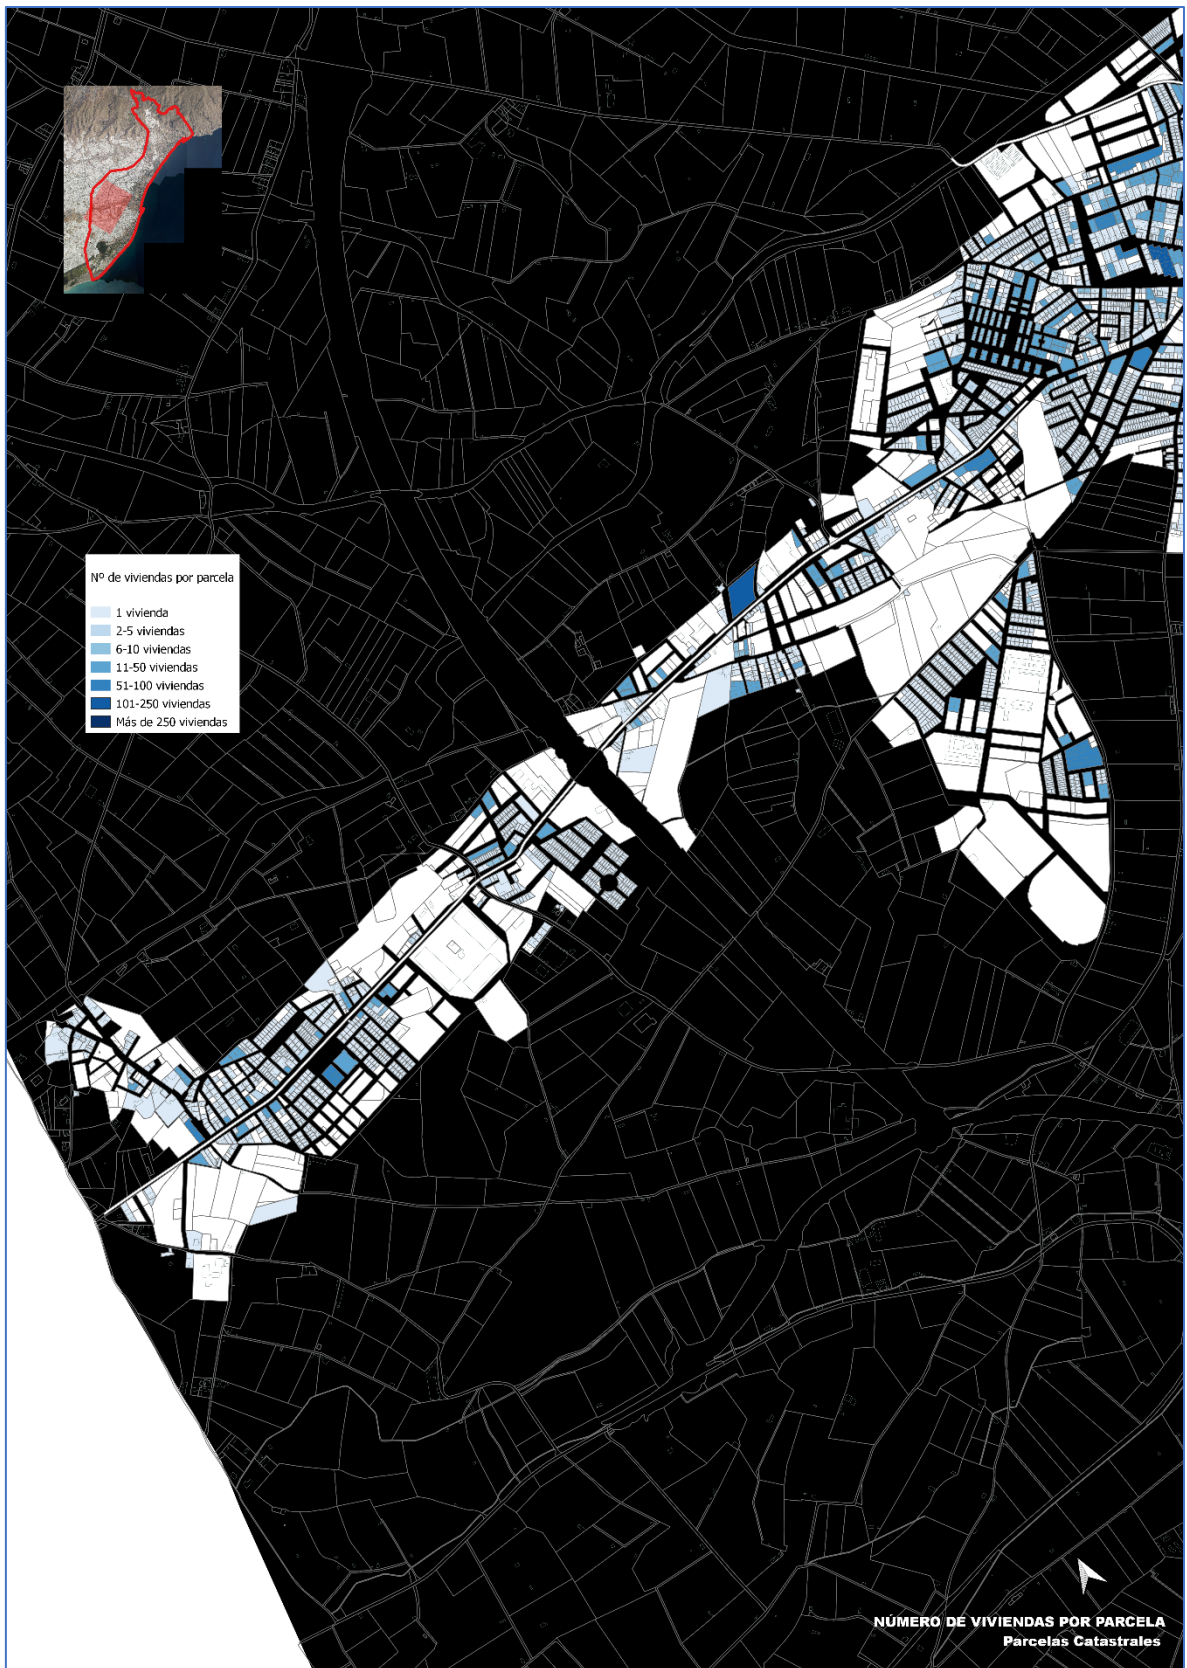 Nº de viviendas por parcela
1 vivienda
2-5 viviendas
6-10 viviendas
11-50 viviendas
51-100 viviendas
101-250 viviendas
Más de 250 viviendas
NÚMERO DE VIVIENDAS POR PARCELA
Parcelas Catastrales